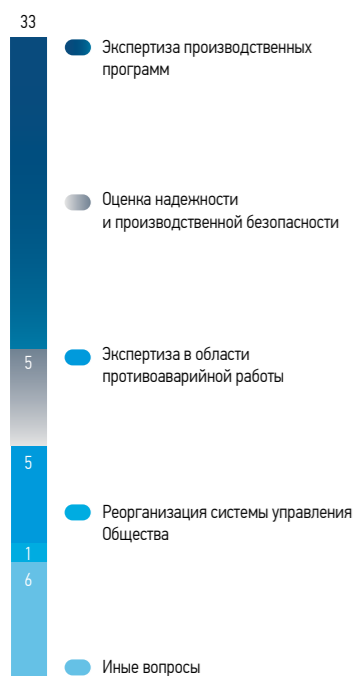 33
Экспертиза производственных
программ
Оценка надежности
и производственной безопасности
5
Экспертиза в области
противоаварийной работы
5
Реорганизация системы управления
Общества
1
6
Иные вопросы